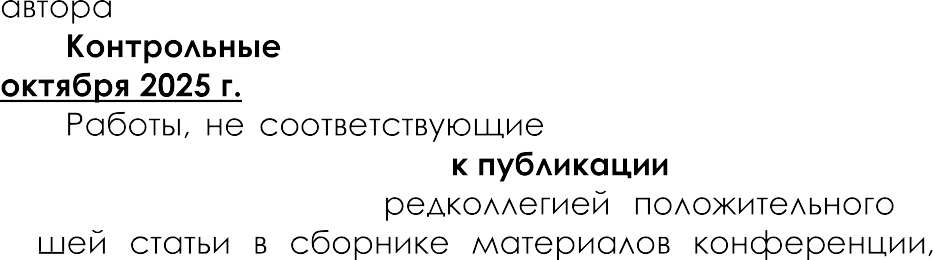 автора
Контрольные
октября 2025 г.
Работы, не соответствующие
к публикации
редколлегией положительного
шей статьи в сборнике материалов конференции,